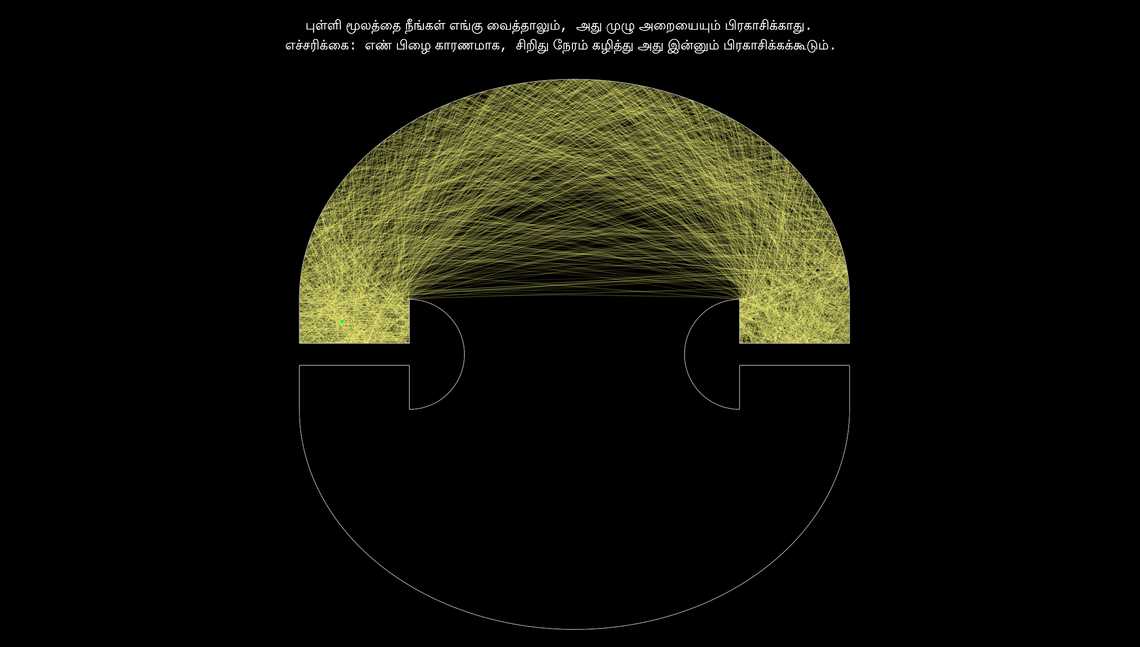 புள்ளி மூலத்தை நீங்கள் எங்கு வைத்தாலும், அது முழு அறையையும் பிரகாசிக்காது.
எச்சரிக்கை: எண் பிழை காரணமாக, சிறிது நேரம் கழித்து அது இன்னும் பிரகாசிக்கக்கூடும்.